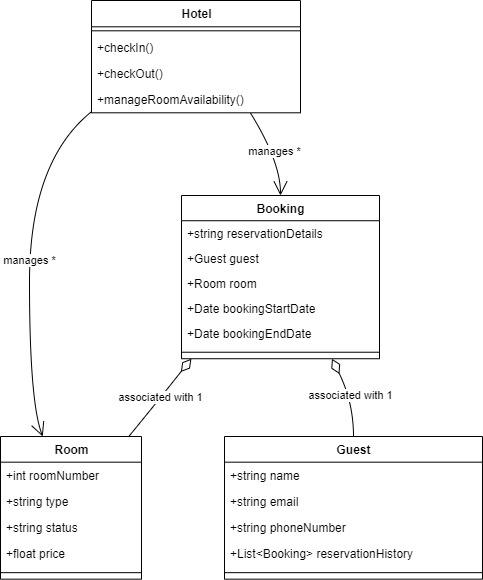 Hotel
+checkIn()
+checkOut()
+manageRoomAvailability()
manages *
Booking
+string reservationDetails
+Guest guest
+Room room
+Date bookingStartDate
+Date bookingEndDate
manages *
associated with 1
associated with 1
Room
+int roomNumber
+string type
+string status
+float price
Guest
+string name
+string email
+string phoneNumber
+List<Booking> reservationHistory